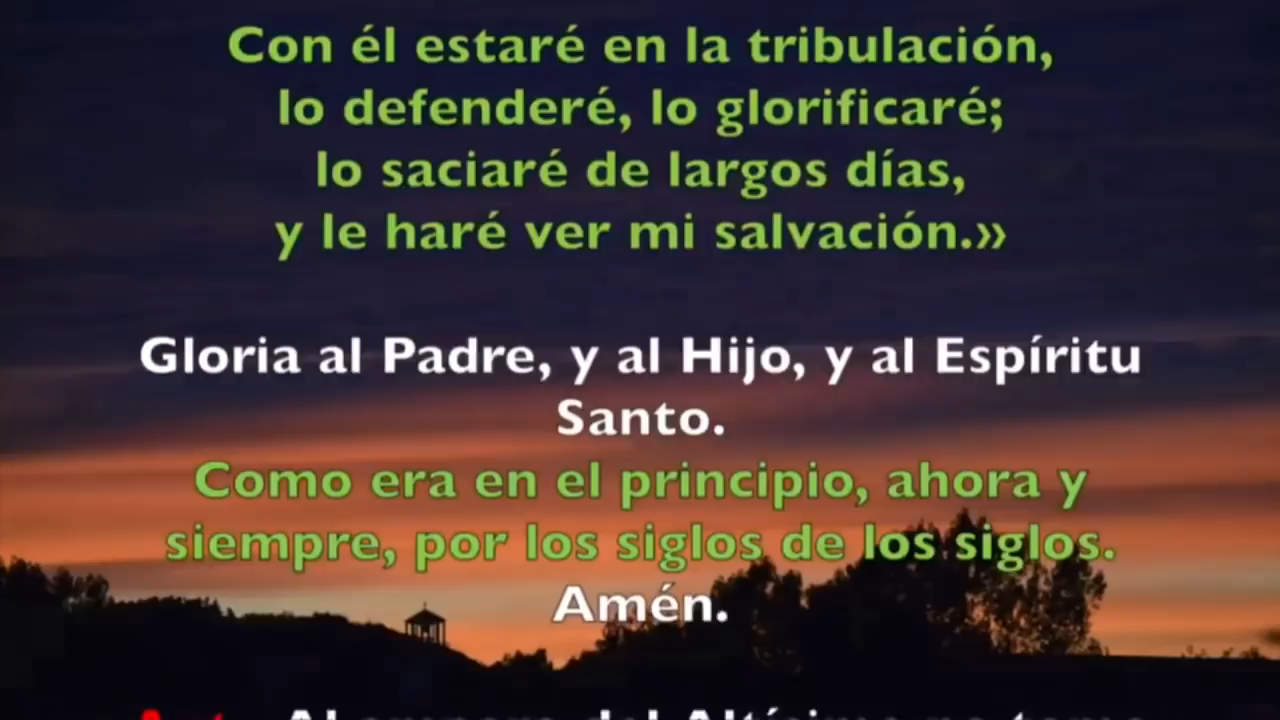 Con él estaré en la tribulación,
lo defenderé, lo glorificaré;
lo saciaré de largos días,
y le haré ver mi salvación.»
Gloria al Padre, y al Hijo, y al Espíritu
Santo.
Como era en el principio, ahora y
siempre, por los siglos de los siglos.
Amén.